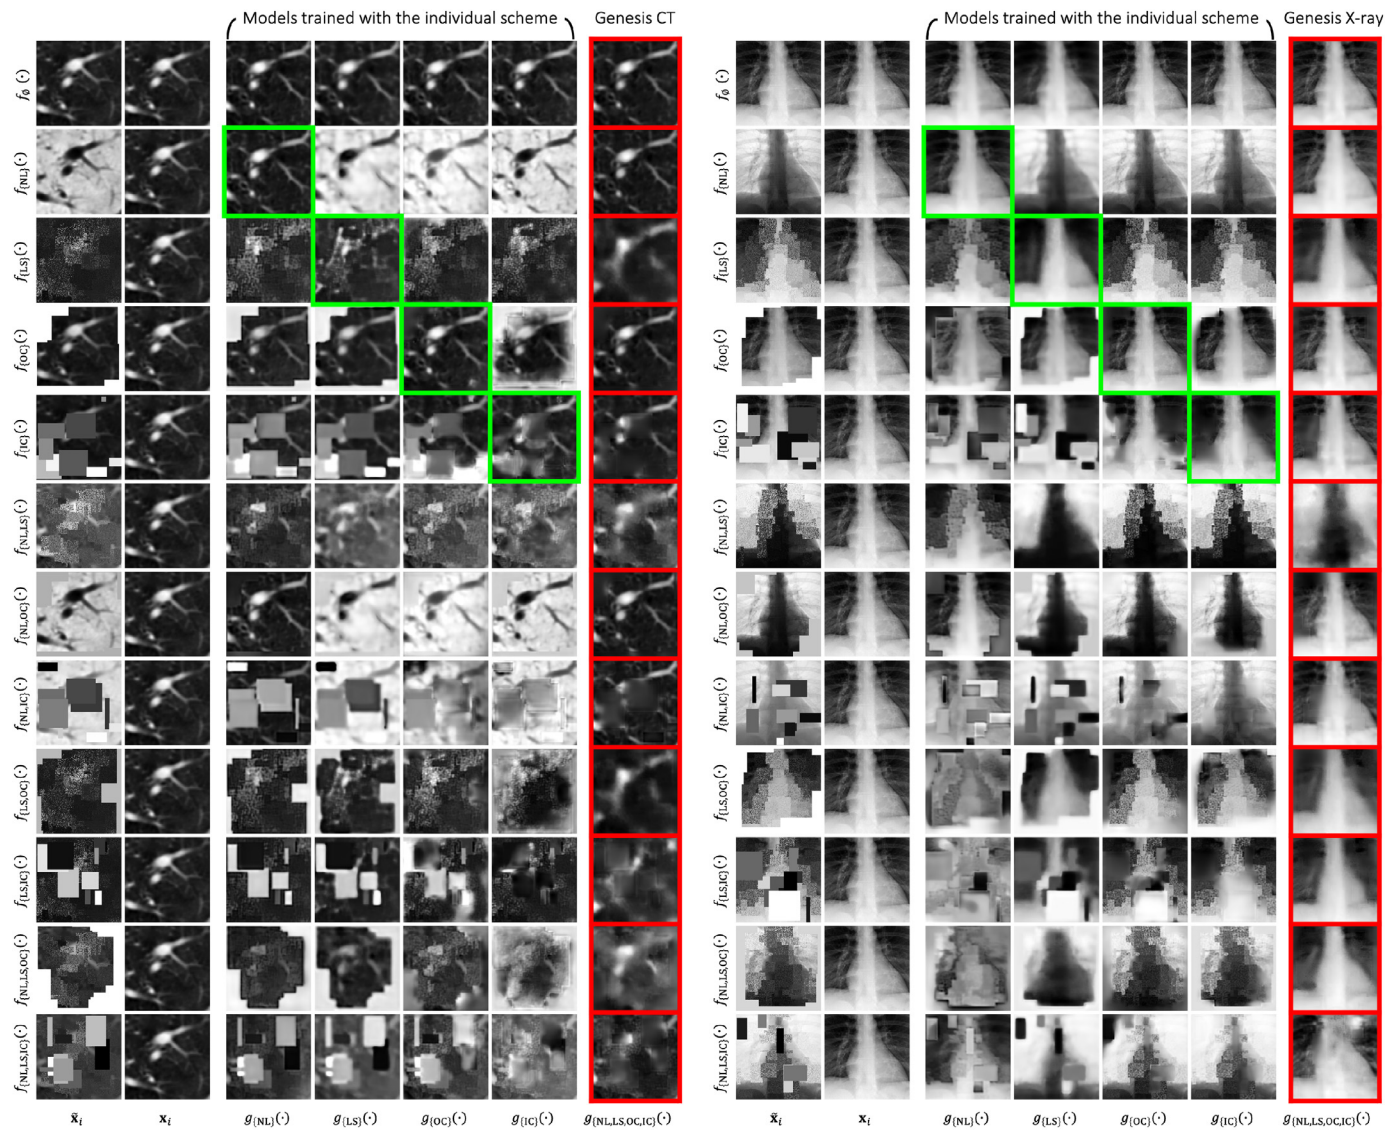 Models trained with the individual scheme Genesis CT Models trained with the individual scheme Genesis X-ray
f∅(·) f∅(·)
f{NL}(·) f{NL}(·)
f{LS}(·) f{LS}(·)
f{OC}(·) f{OC}(·)
f{IC}(·) f{IC}(·)
f{NL,LS}(·) f{NL,LS}(·)
f{NL,OC}(·) f{NL,OC}(·)
f{NL,IC}(·) f{NL,IC}(·)
f{LS,OC}(·) f{LS,OC}(·)
f{LS,IC}(·) f{LS,IC}(·)
f{NL,LS,OC}(·) f{NL,LS,OC}(·)
f{NL,LS,IC}(·) f{NL,LS,IC}(·)
x̃i xi g{NL}(·) g{LS}(·) g{OC}(·) g{IC}(·) g{NL,LS,OC,IC}(·) x̃i xi g{NL}(·) g{LS}(·) g{OC}(·) g{IC}(·) g{NL,LS,OC,IC}(·)